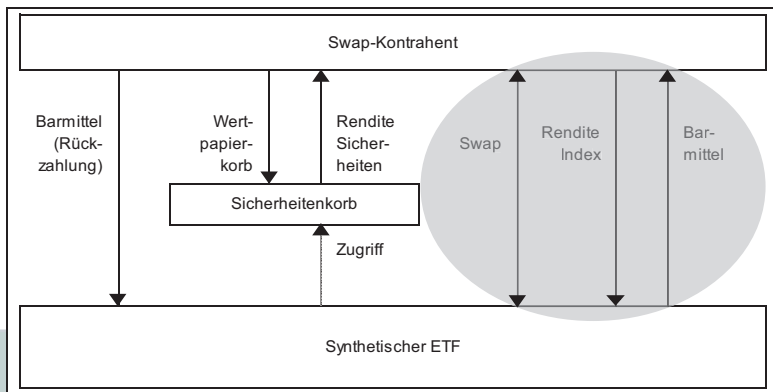 Swap-Kontrahent
Barmittel
(Rück-
zahlung)
Wert-
papier-
korb
Rendite
Sicher-
heiten
Swap
Rendite
Index
Bar-
mittel
Sicherheitenkorb
Zugriff
Synthetischer ETF